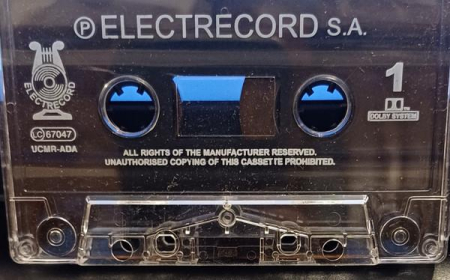 ℗ ELECTRECORD S.A.
ELECTRECORD
1
DOLBY SYSTEM
LC 67047
UCMR-ADA
ALL RIGHTS OF THE MANUFACTURER RESERVED.
UNAUTHORISED COPYING OF THIS CASSETTE PROHIBITED.